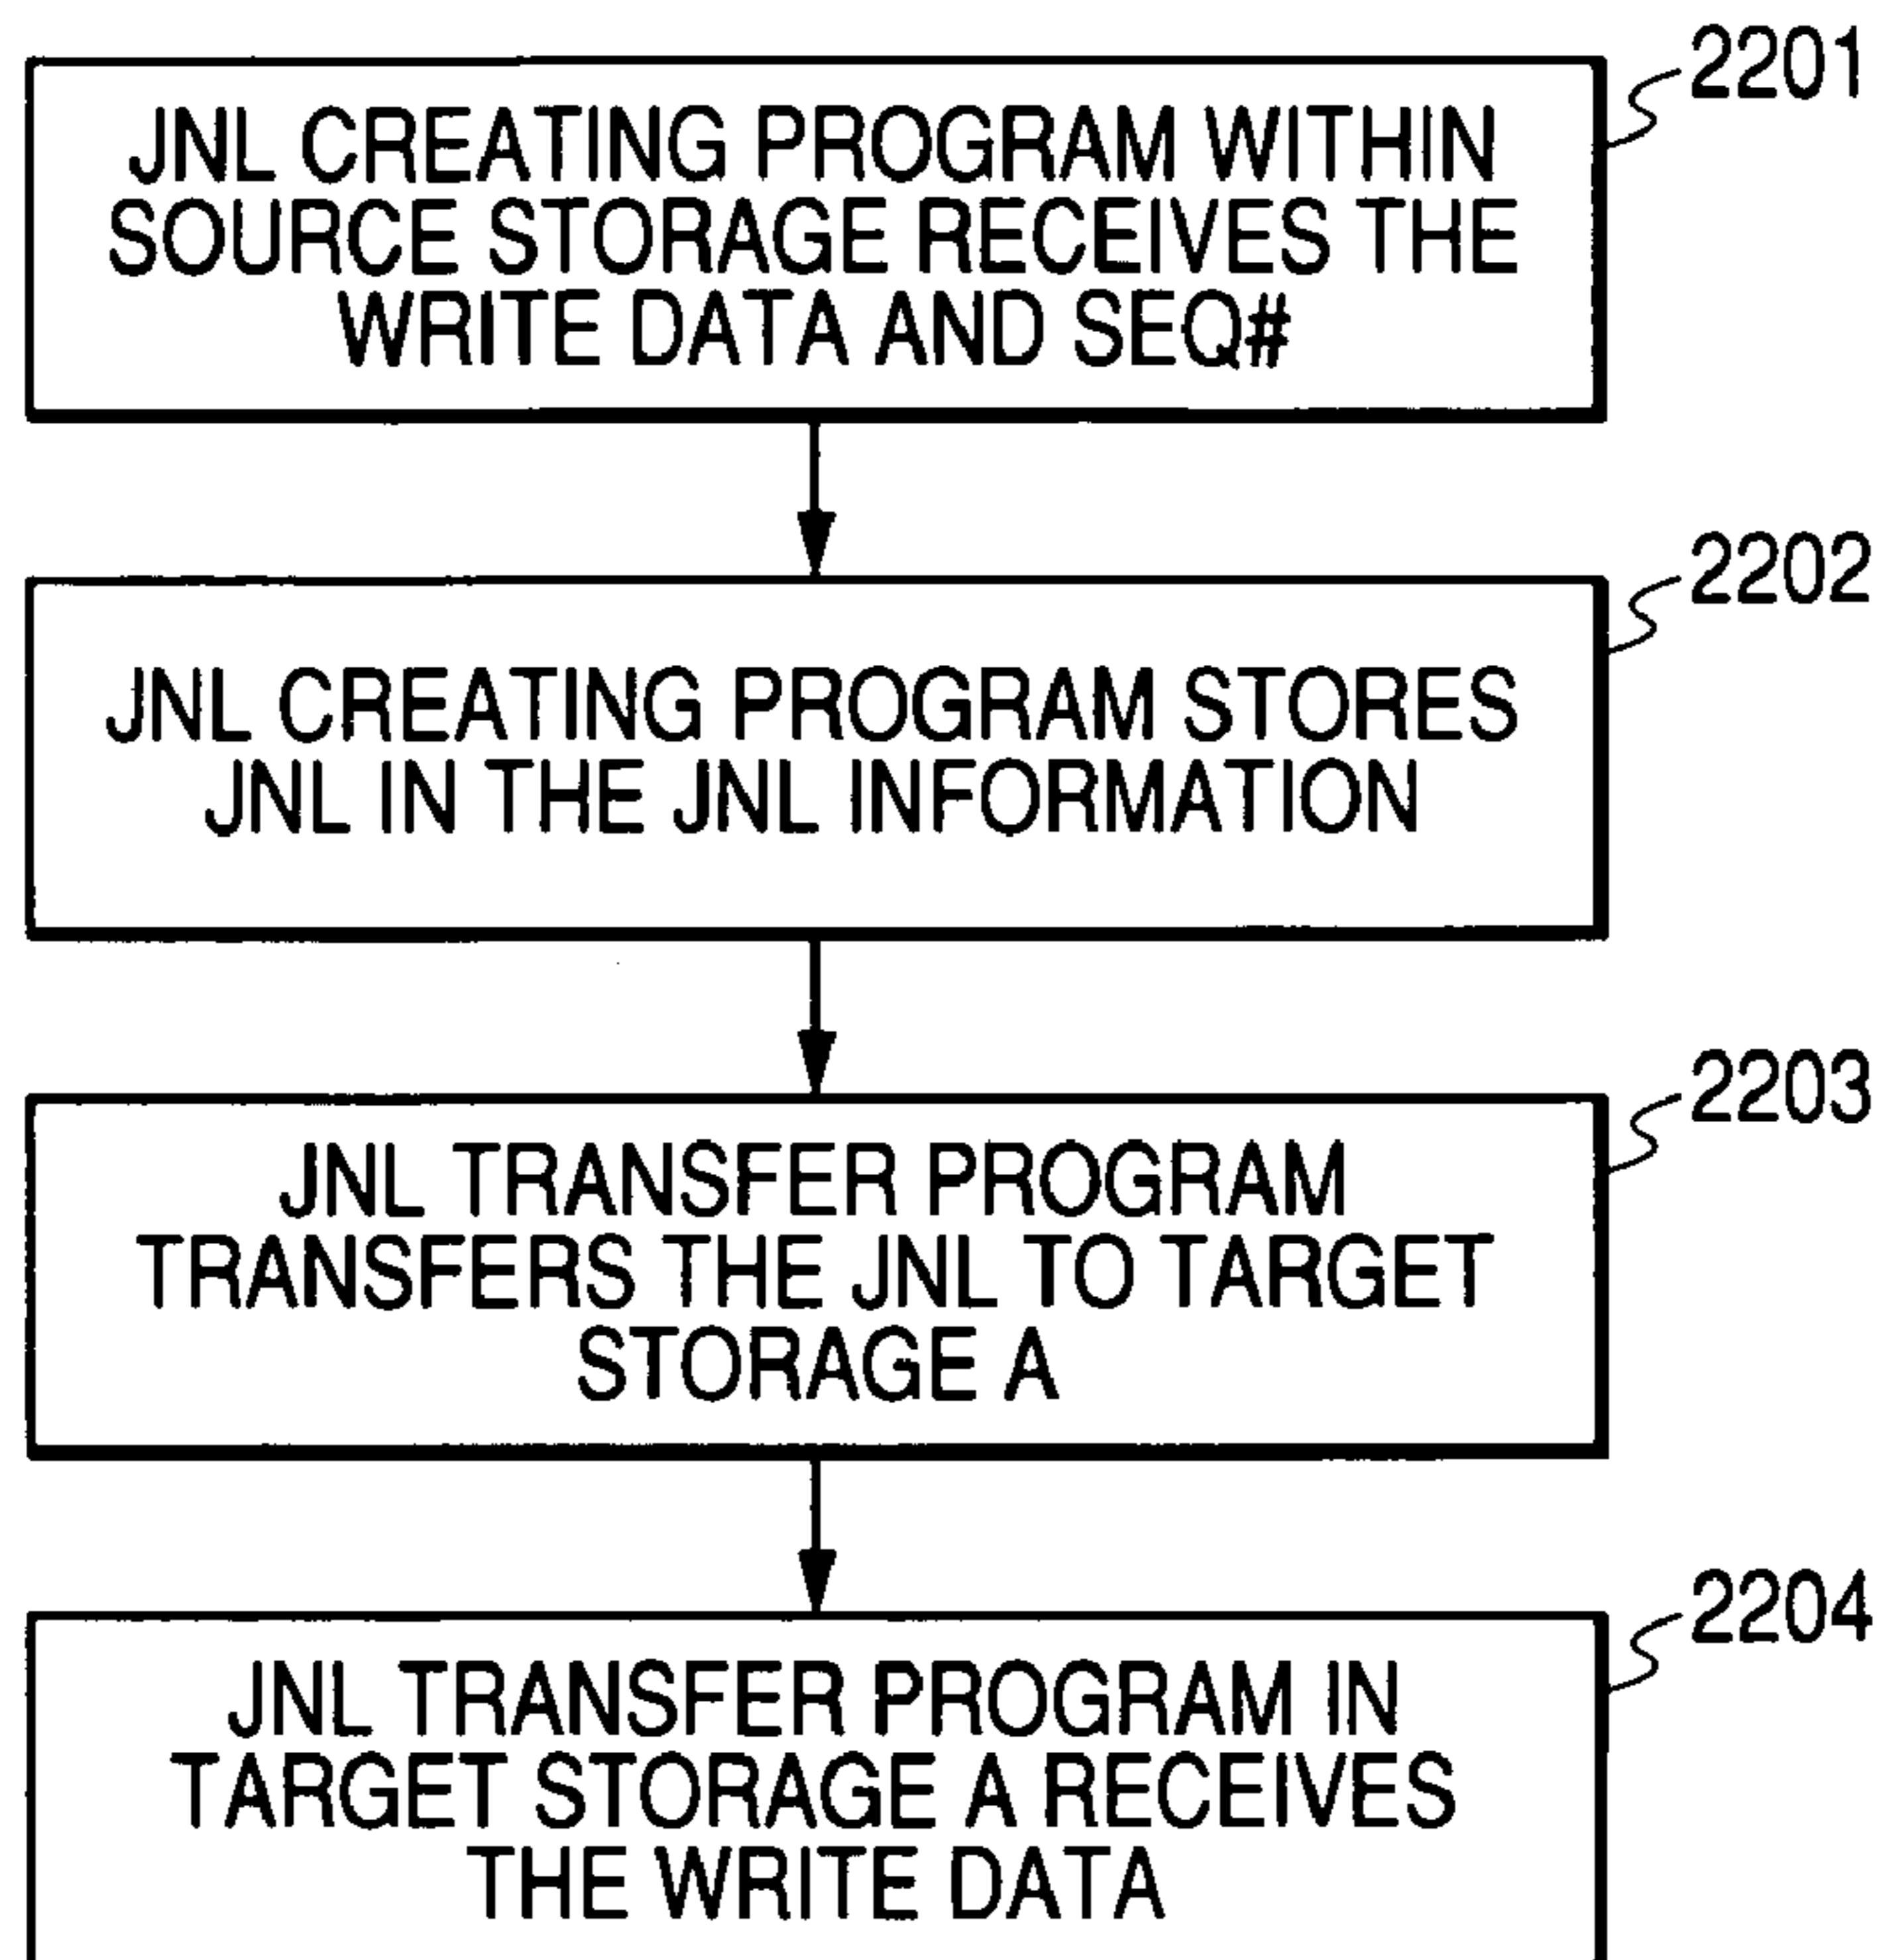 2201
JNL CREATING PROGRAM WITHIN
SOURCE STORAGE RECEIVES THE
WRITE DATA AND SEQ#
2202
JNL CREATING PROGRAM STORES
JNL IN THE JNL INFORMATION
2203
JNL TRANSFER PROGRAM
TRANSFERS THE JNL TO TARGET
STORAGE A
2204
JNL TRANSFER PROGRAM IN
TARGET STORAGE A RECEIVES
THE WRITE DATA